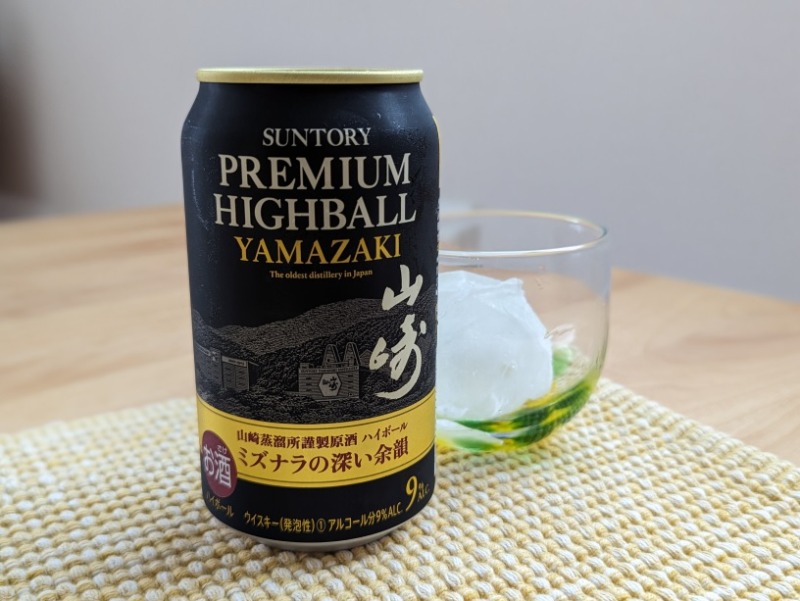 SUNTORY
PREMIUM
HIGHBALL
YAMAZAKI
The oldest distillery in Japan
山崎
山崎
山崎蒸溜所謹製原酒 ハイボール
ミズナラの深い余韻
お酒
ハイボール
ウイスキー(発泡性)① アルコール分9%ALC.
9% ALC.